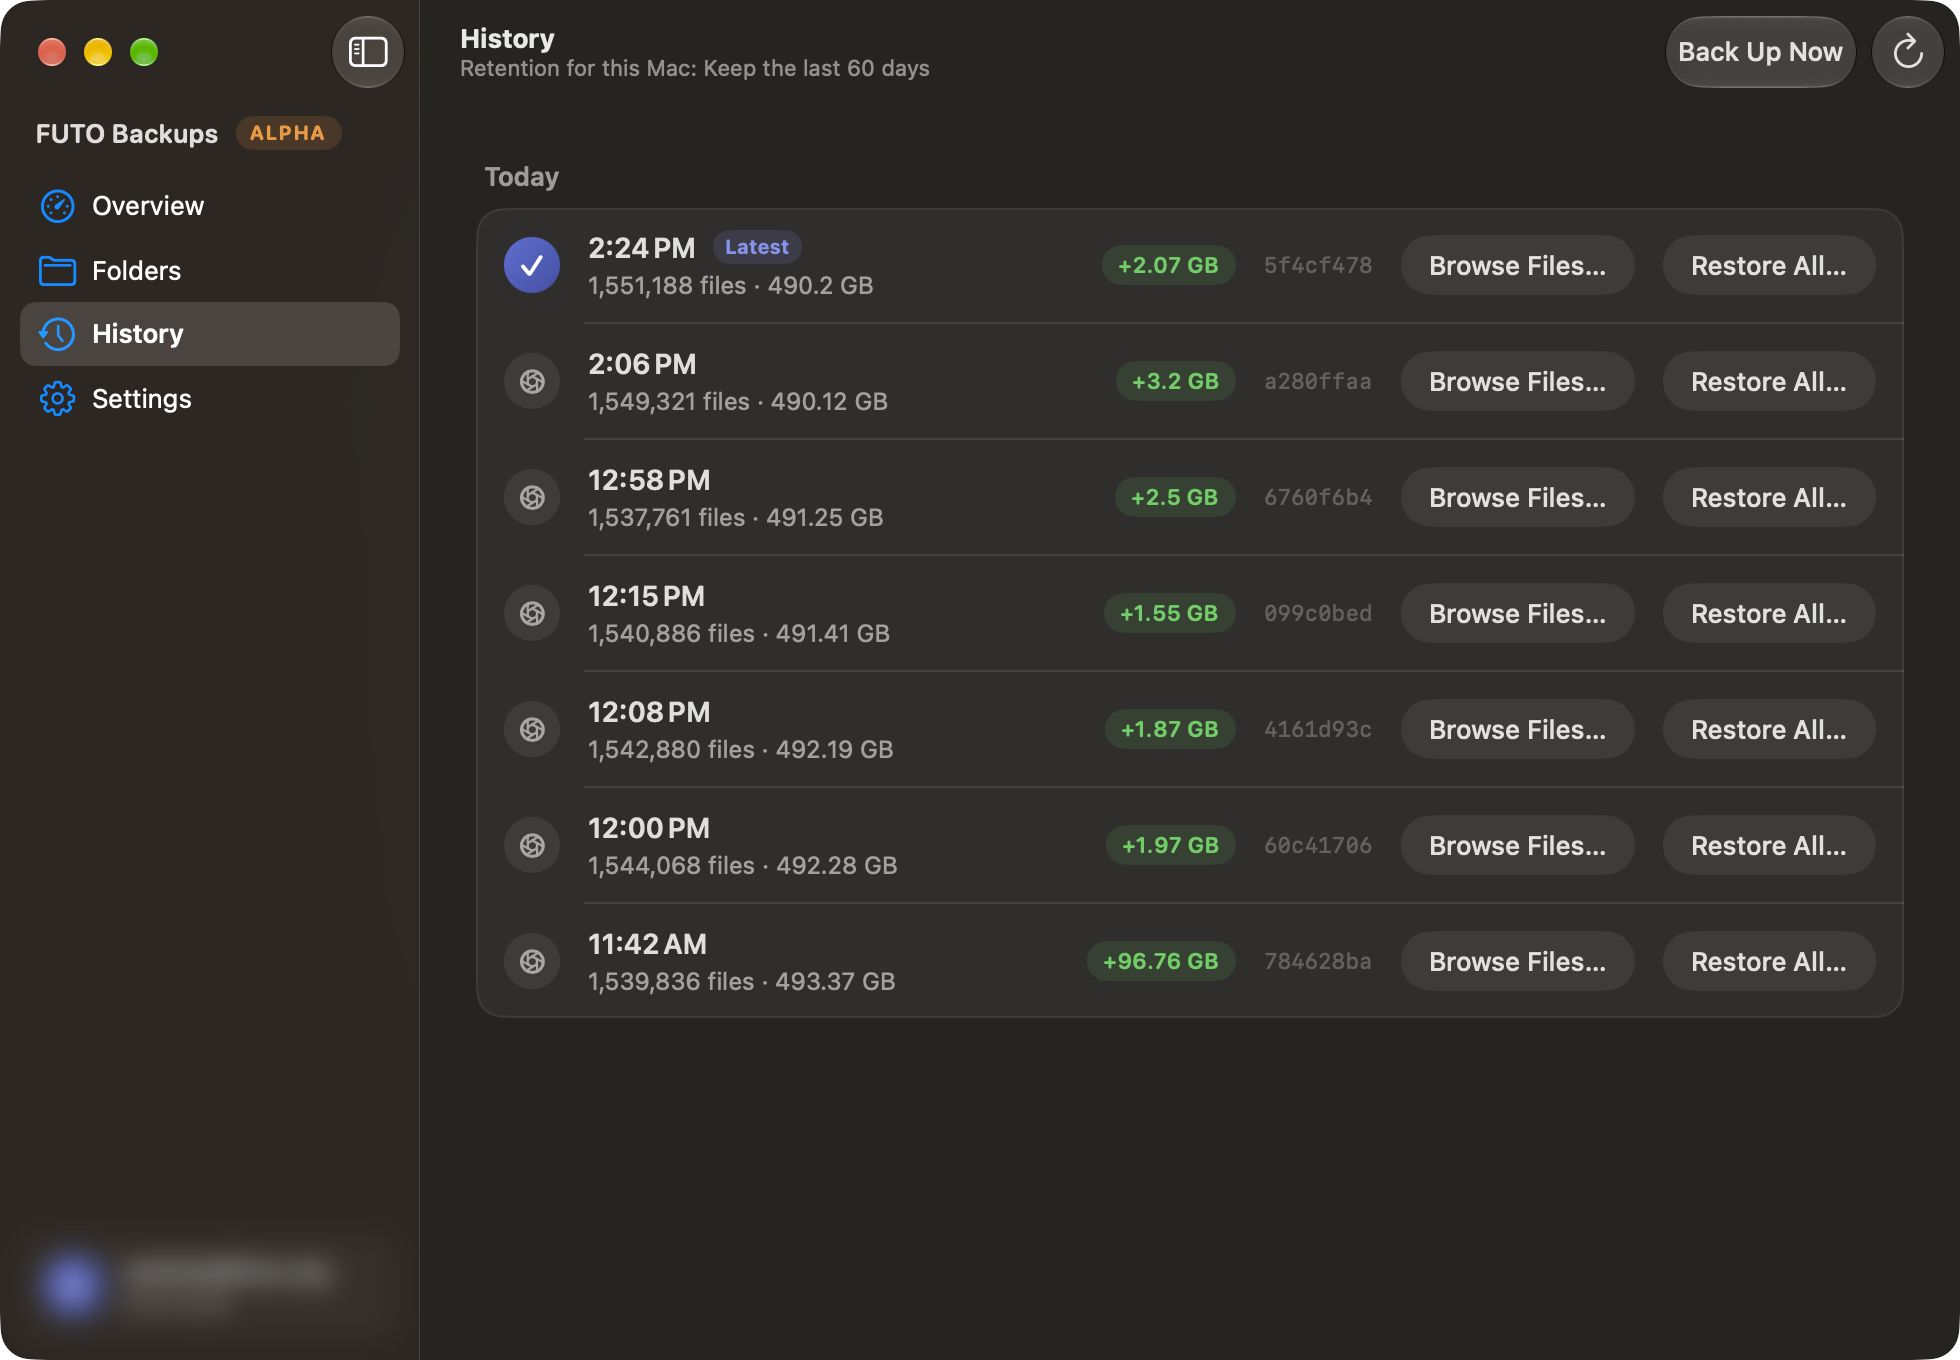 FUTO Backups ALPHA
Overview
Folders
History
Settings
History
Retention for this Mac: Keep the last 60 days
Back Up Now
Today
2:24 PM Latest
1,551,188 files · 490.2 GB
+2.07 GB 5f4cf478 Browse Files... Restore All...
2:06 PM
1,549,321 files · 490.12 GB
+3.2 GB a280ffaa Browse Files... Restore All...
12:58 PM
1,537,761 files · 491.25 GB
+2.5 GB 6760f6b4 Browse Files... Restore All...
12:15 PM
1,540,886 files · 491.41 GB
+1.55 GB 099c0bed Browse Files... Restore All...
12:08 PM
1,542,880 files · 492.19 GB
+1.87 GB 4161d93c Browse Files... Restore All...
12:00 PM
1,544,068 files · 492.28 GB
+1.97 GB 60c41706 Browse Files... Restore All...
11:42 AM
1,539,836 files · 493.37 GB
+96.76 GB 784628ba Browse Files... Restore All...